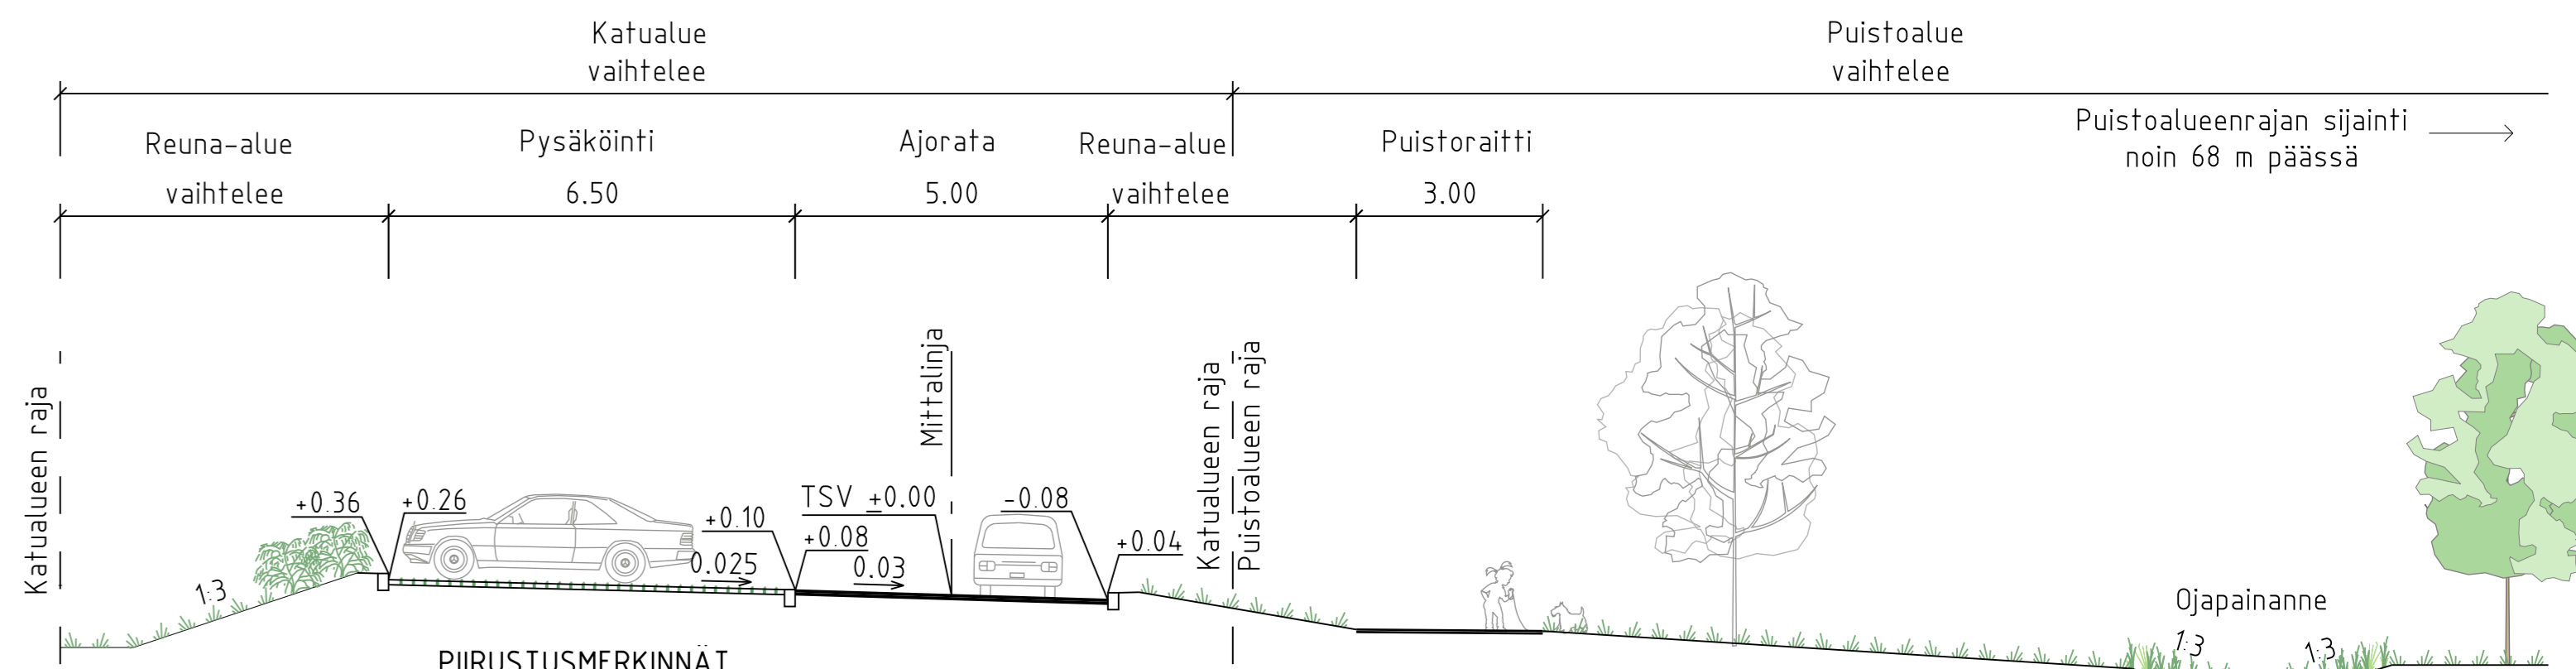 Katualue
vaihtelee
Puistoalue
vaihtelee
Puistoalueenrajan sijainti
noin 68 m päässä
Reuna-alue
vaihtelee
Pysäköinti
6.50
Ajorata
5.00
Reuna-alue
vaihtelee
Puistoraitti
3.00
Katualueen raja
Mittalinja
Katualueen raja
Puistoalueen raja
+0.36
+0.26
+0.10
0.025
TSV ±0.00
+0.08
0.03
-0.08
+0.04
1:3
Ojapainanne
1:3
1:3
PIIRUSTUSMERKINNÄT